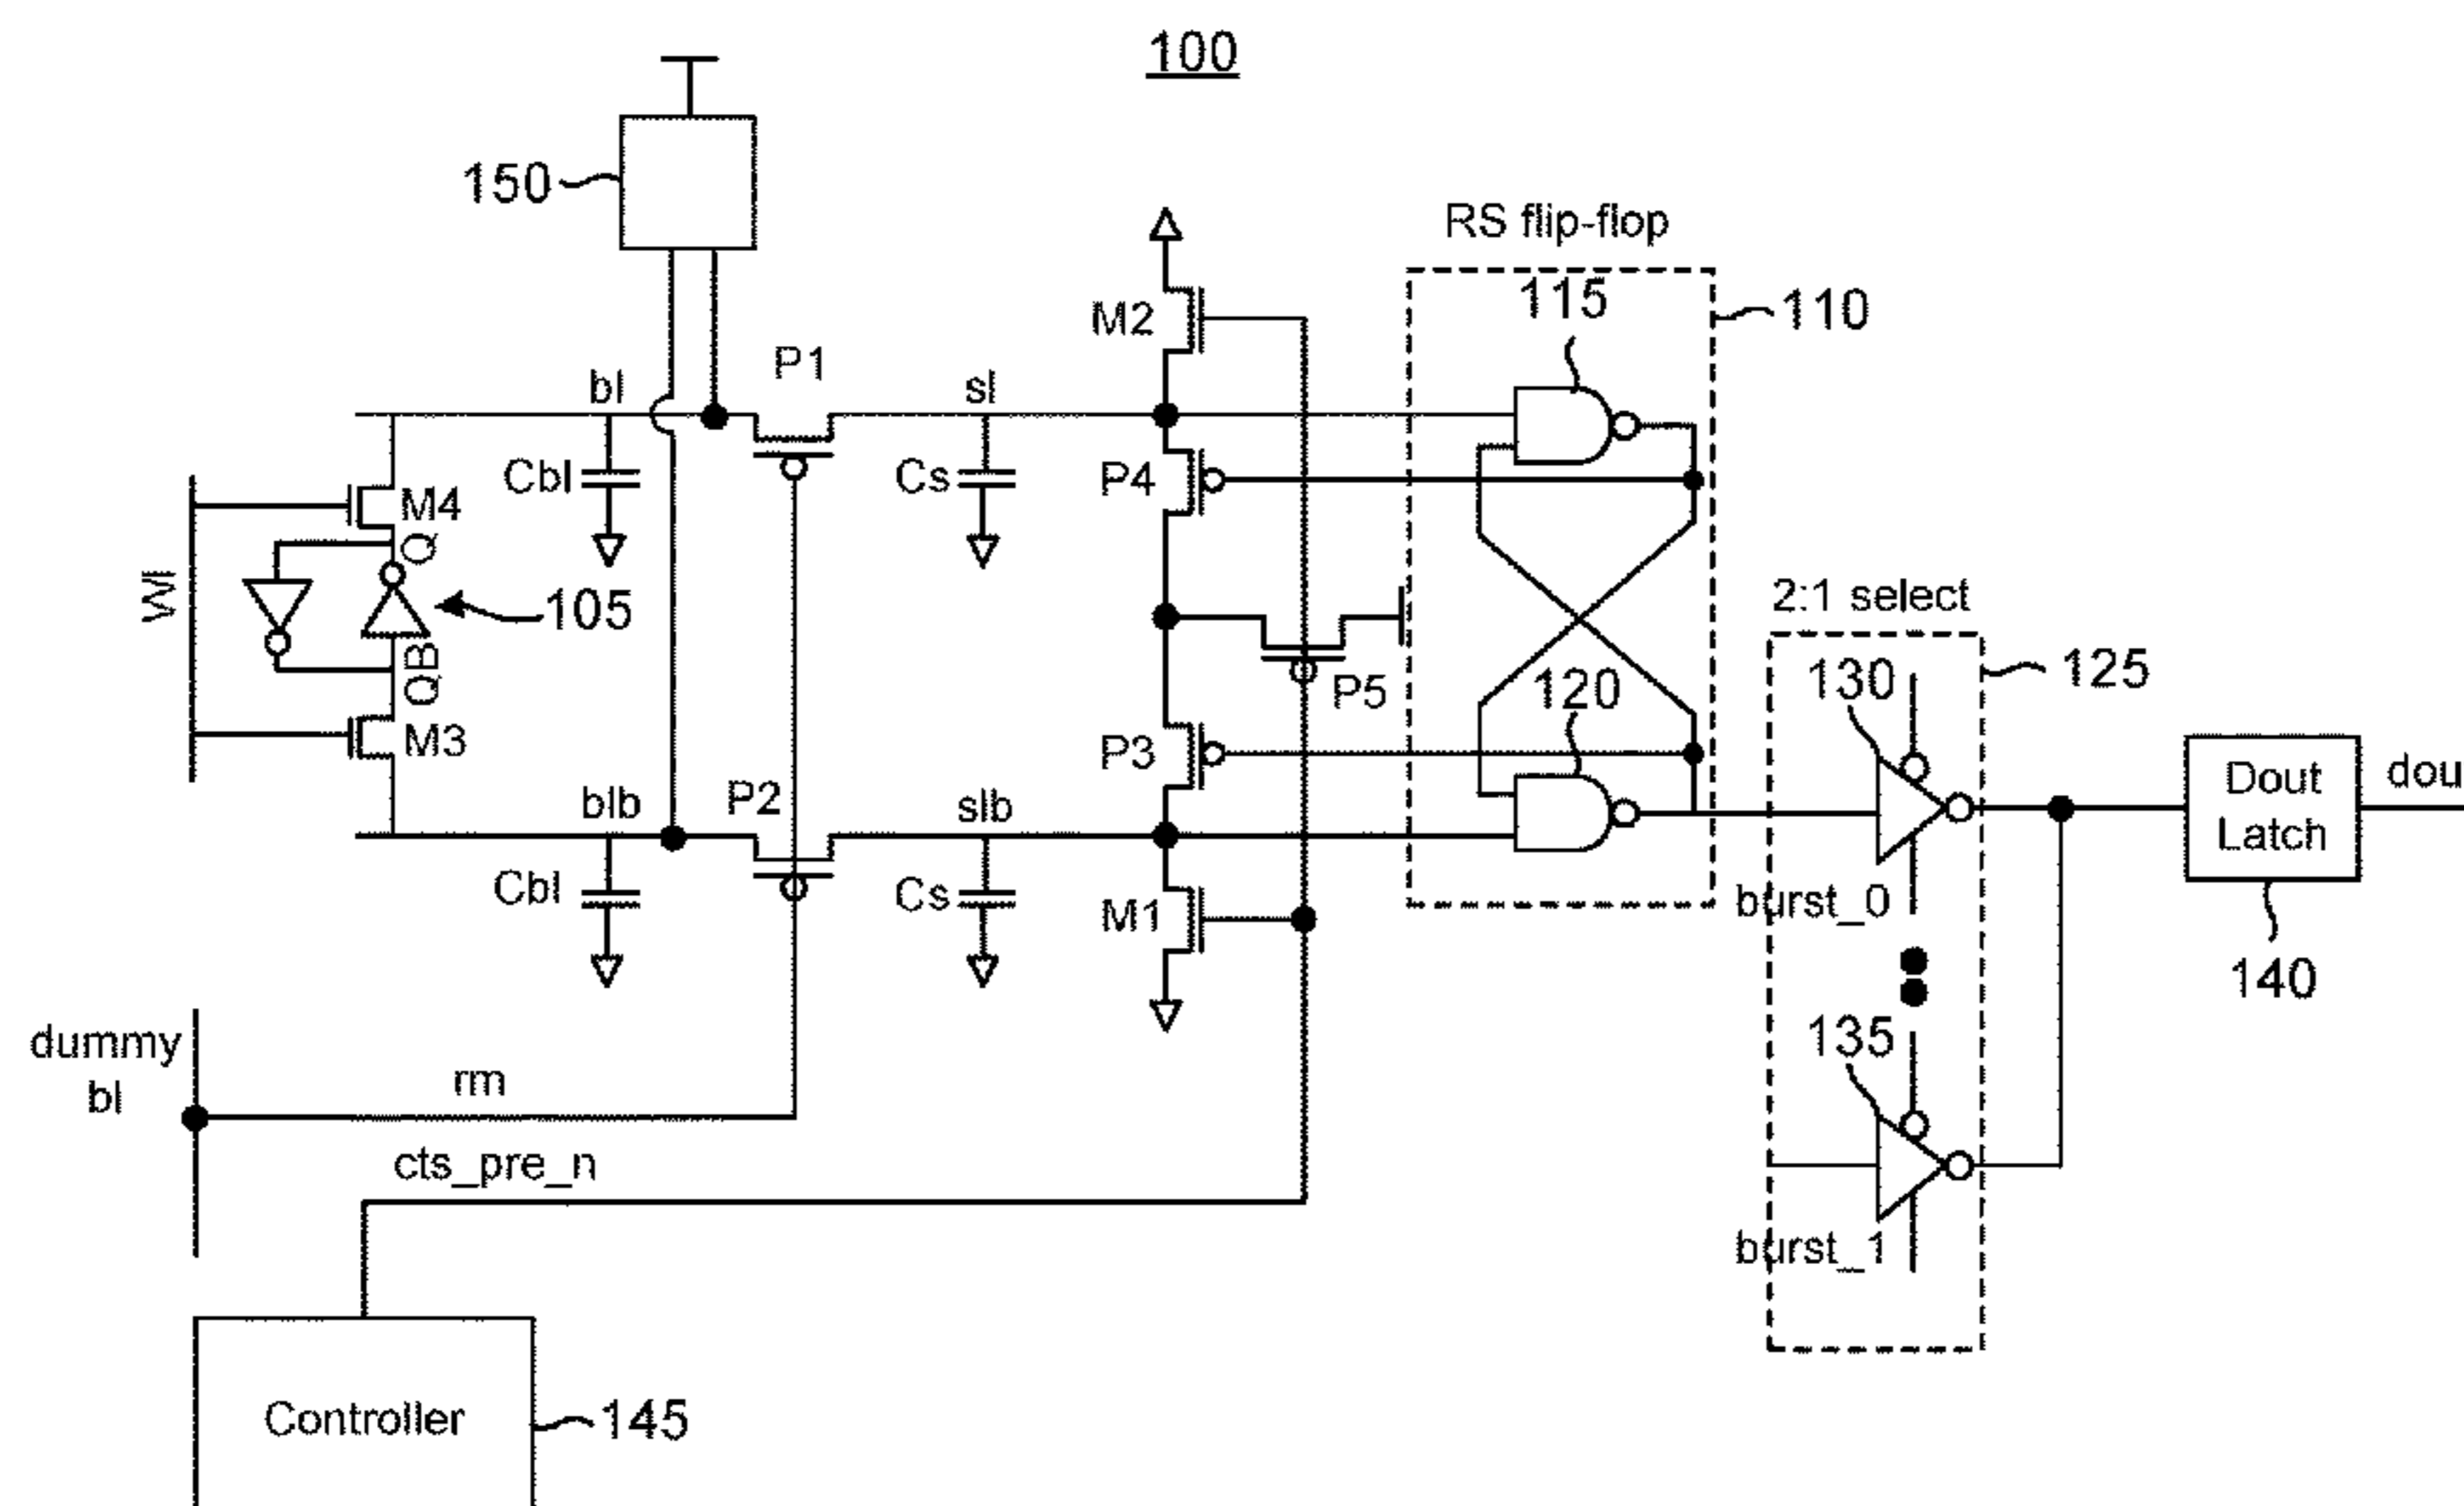 100
150
RS flip-flop
115
110
M2
P1
bl
sl
Cbl
Cs
P4
M4
Q
Wl
105
QB
M3
2:1 select
130
125
120
P5
P3
blb
P2
slb
Cbl
Cs
M1
burst_0
Dout
Latch
dou
140
dummy
bl
rm
135
cts_pre_n
burst_1
Controller
145